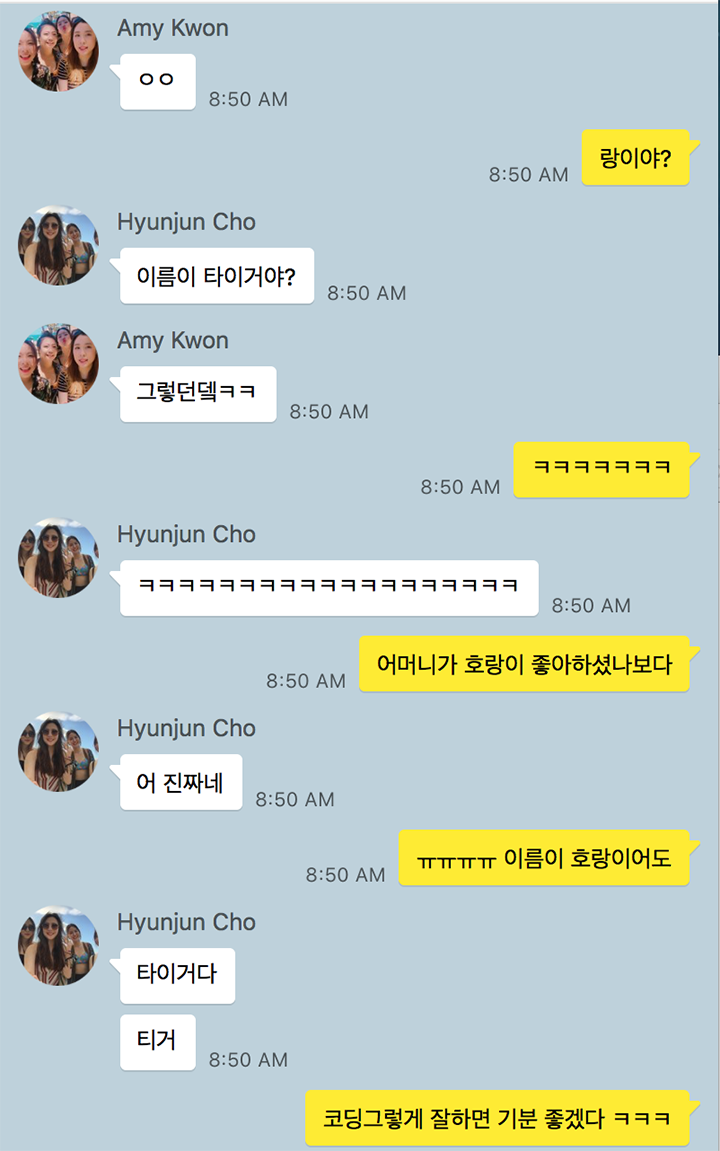 Amy Kwon
ㅇㅇ
8:50 AM
랑이야?
8:50 AM
Hyunjun Cho
이름이 타이거야?
8:50 AM
Amy Kwon
그렇던뎈ㅋㅋ
8:50 AM
ㅋㅋㅋㅋㅋㅋㅋ
8:50 AM
Hyunjun Cho
ㅋㅋㅋㅋㅋㅋㅋㅋㅋㅋㅋㅋㅋㅋㅋㅋㅋㅋㅋ
8:50 AM
어머니가 호랑이 좋아하셨나보다
8:50 AM
Hyunjun Cho
어 진짜네
8:50 AM
ㅠㅠㅠㅠ 이름이 호랑이어도
8:50 AM
Hyunjun Cho
타이거다
티거
8:50 AM
코딩그렇게 잘하면 기분 좋겠다 ㅋㅋㅋ